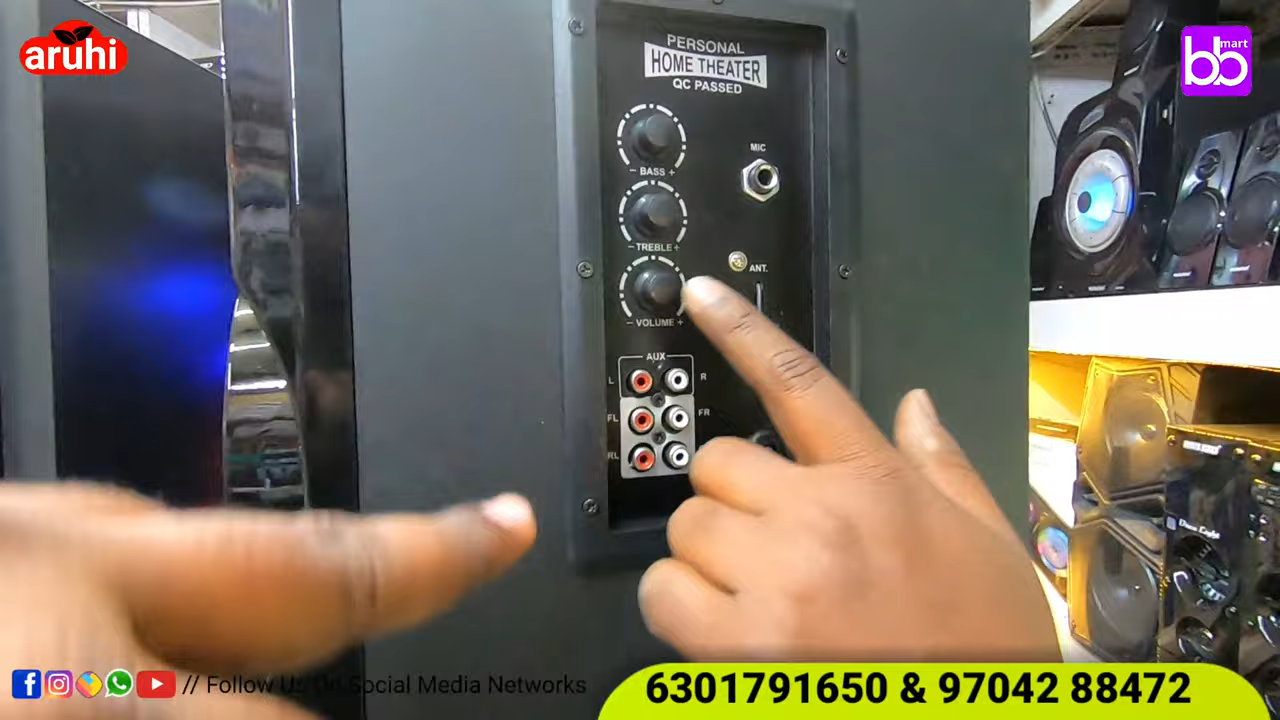 aruhi
bb mart
PERSONAL
HOME THEATER
QC PASSED
MIC
- BASS +
- TREBLE +
ANT.
- VOLUME +
AUX
L R
FL FR
RL
// Follow Us On Social Media Networks
6301791650 & 97042 88472